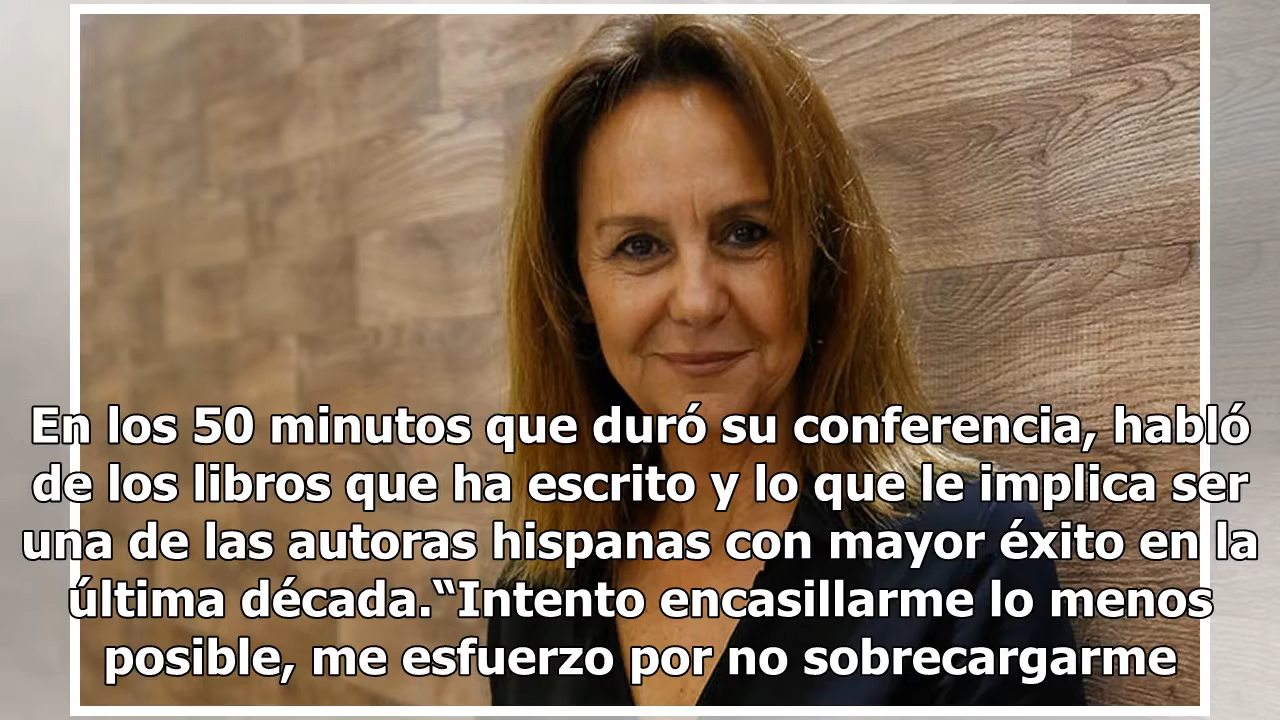 En los 50 minutos que duró su conferencia, habló
de los libros que ha escrito y lo que le implica ser
una de las autoras hispanas con mayor éxito en la
última década.“Intento encasillarme lo menos
posible, me esfuerzo por no sobrecargarme